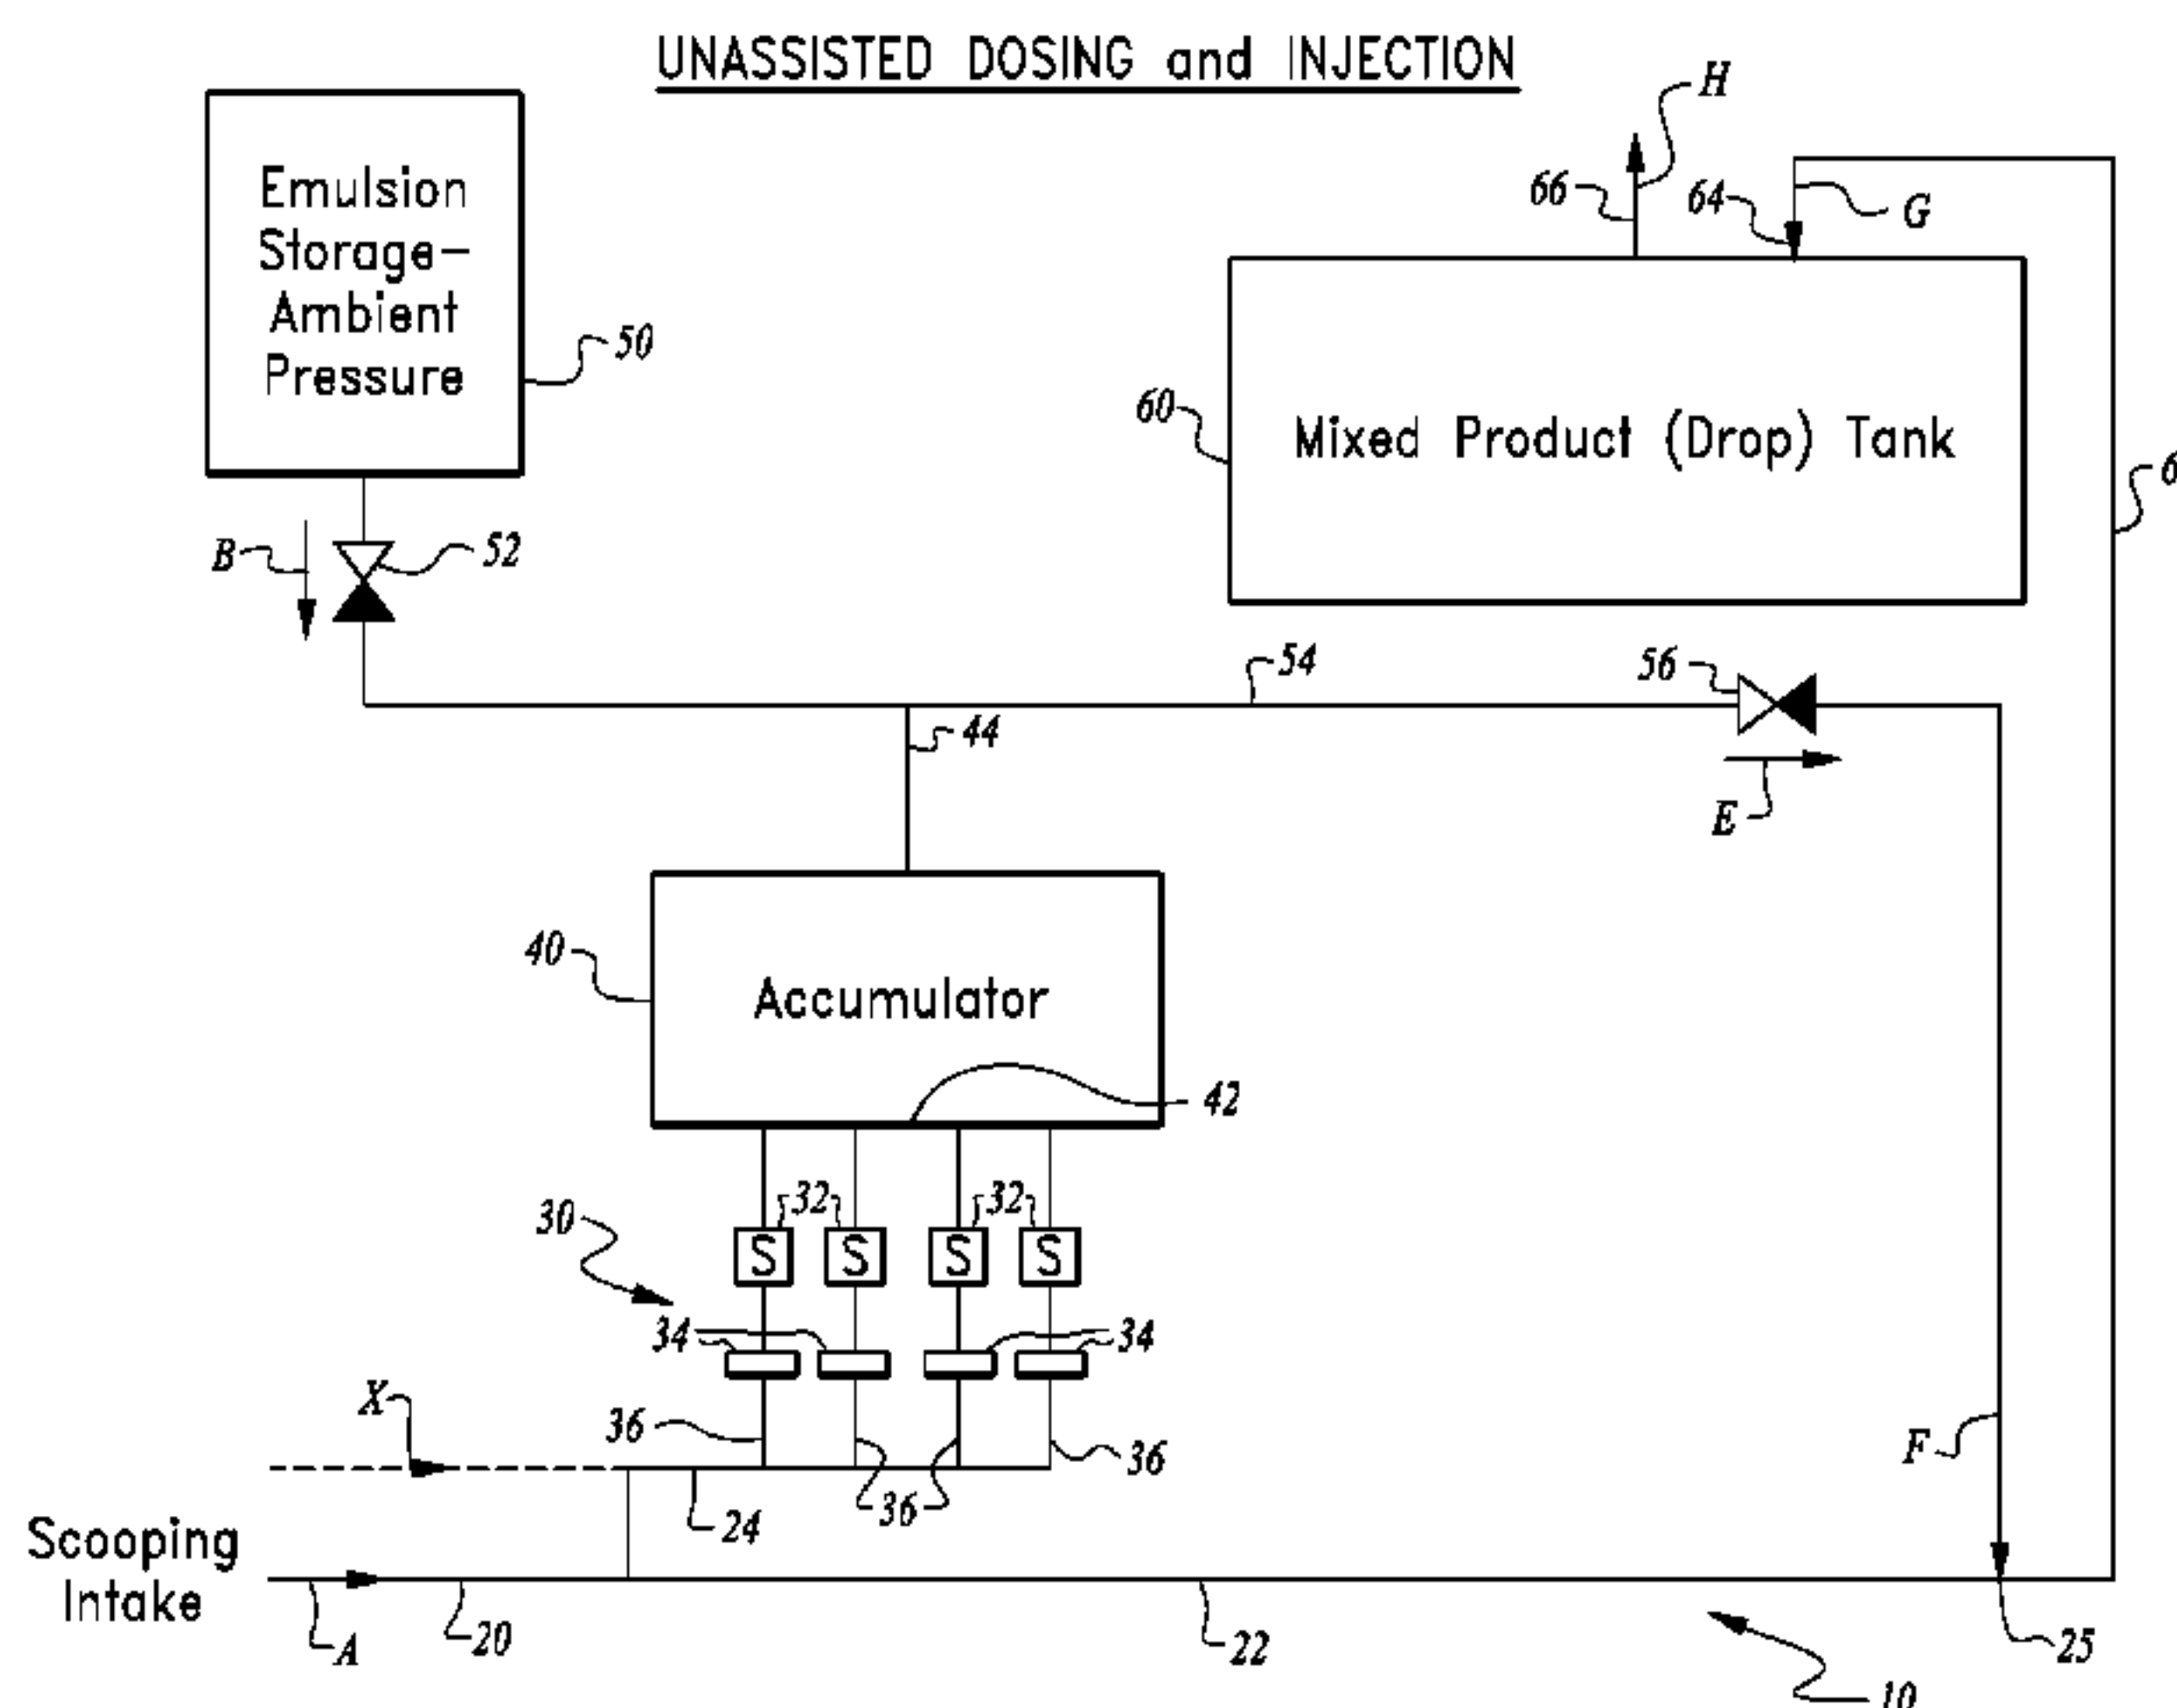 UNASSISTED DOSING and INJECTION
H
Emulsion
Storage-
Ambient
Pressure
66
64
G
50
60
Mixed Product (Drop) Tank
6
B
52
54
56
44
E
40
Accumulator
42
30
32
32
S S S S
34
34
X
36
36
36
F
24
Scooping
Intake
A
20
22
25
10